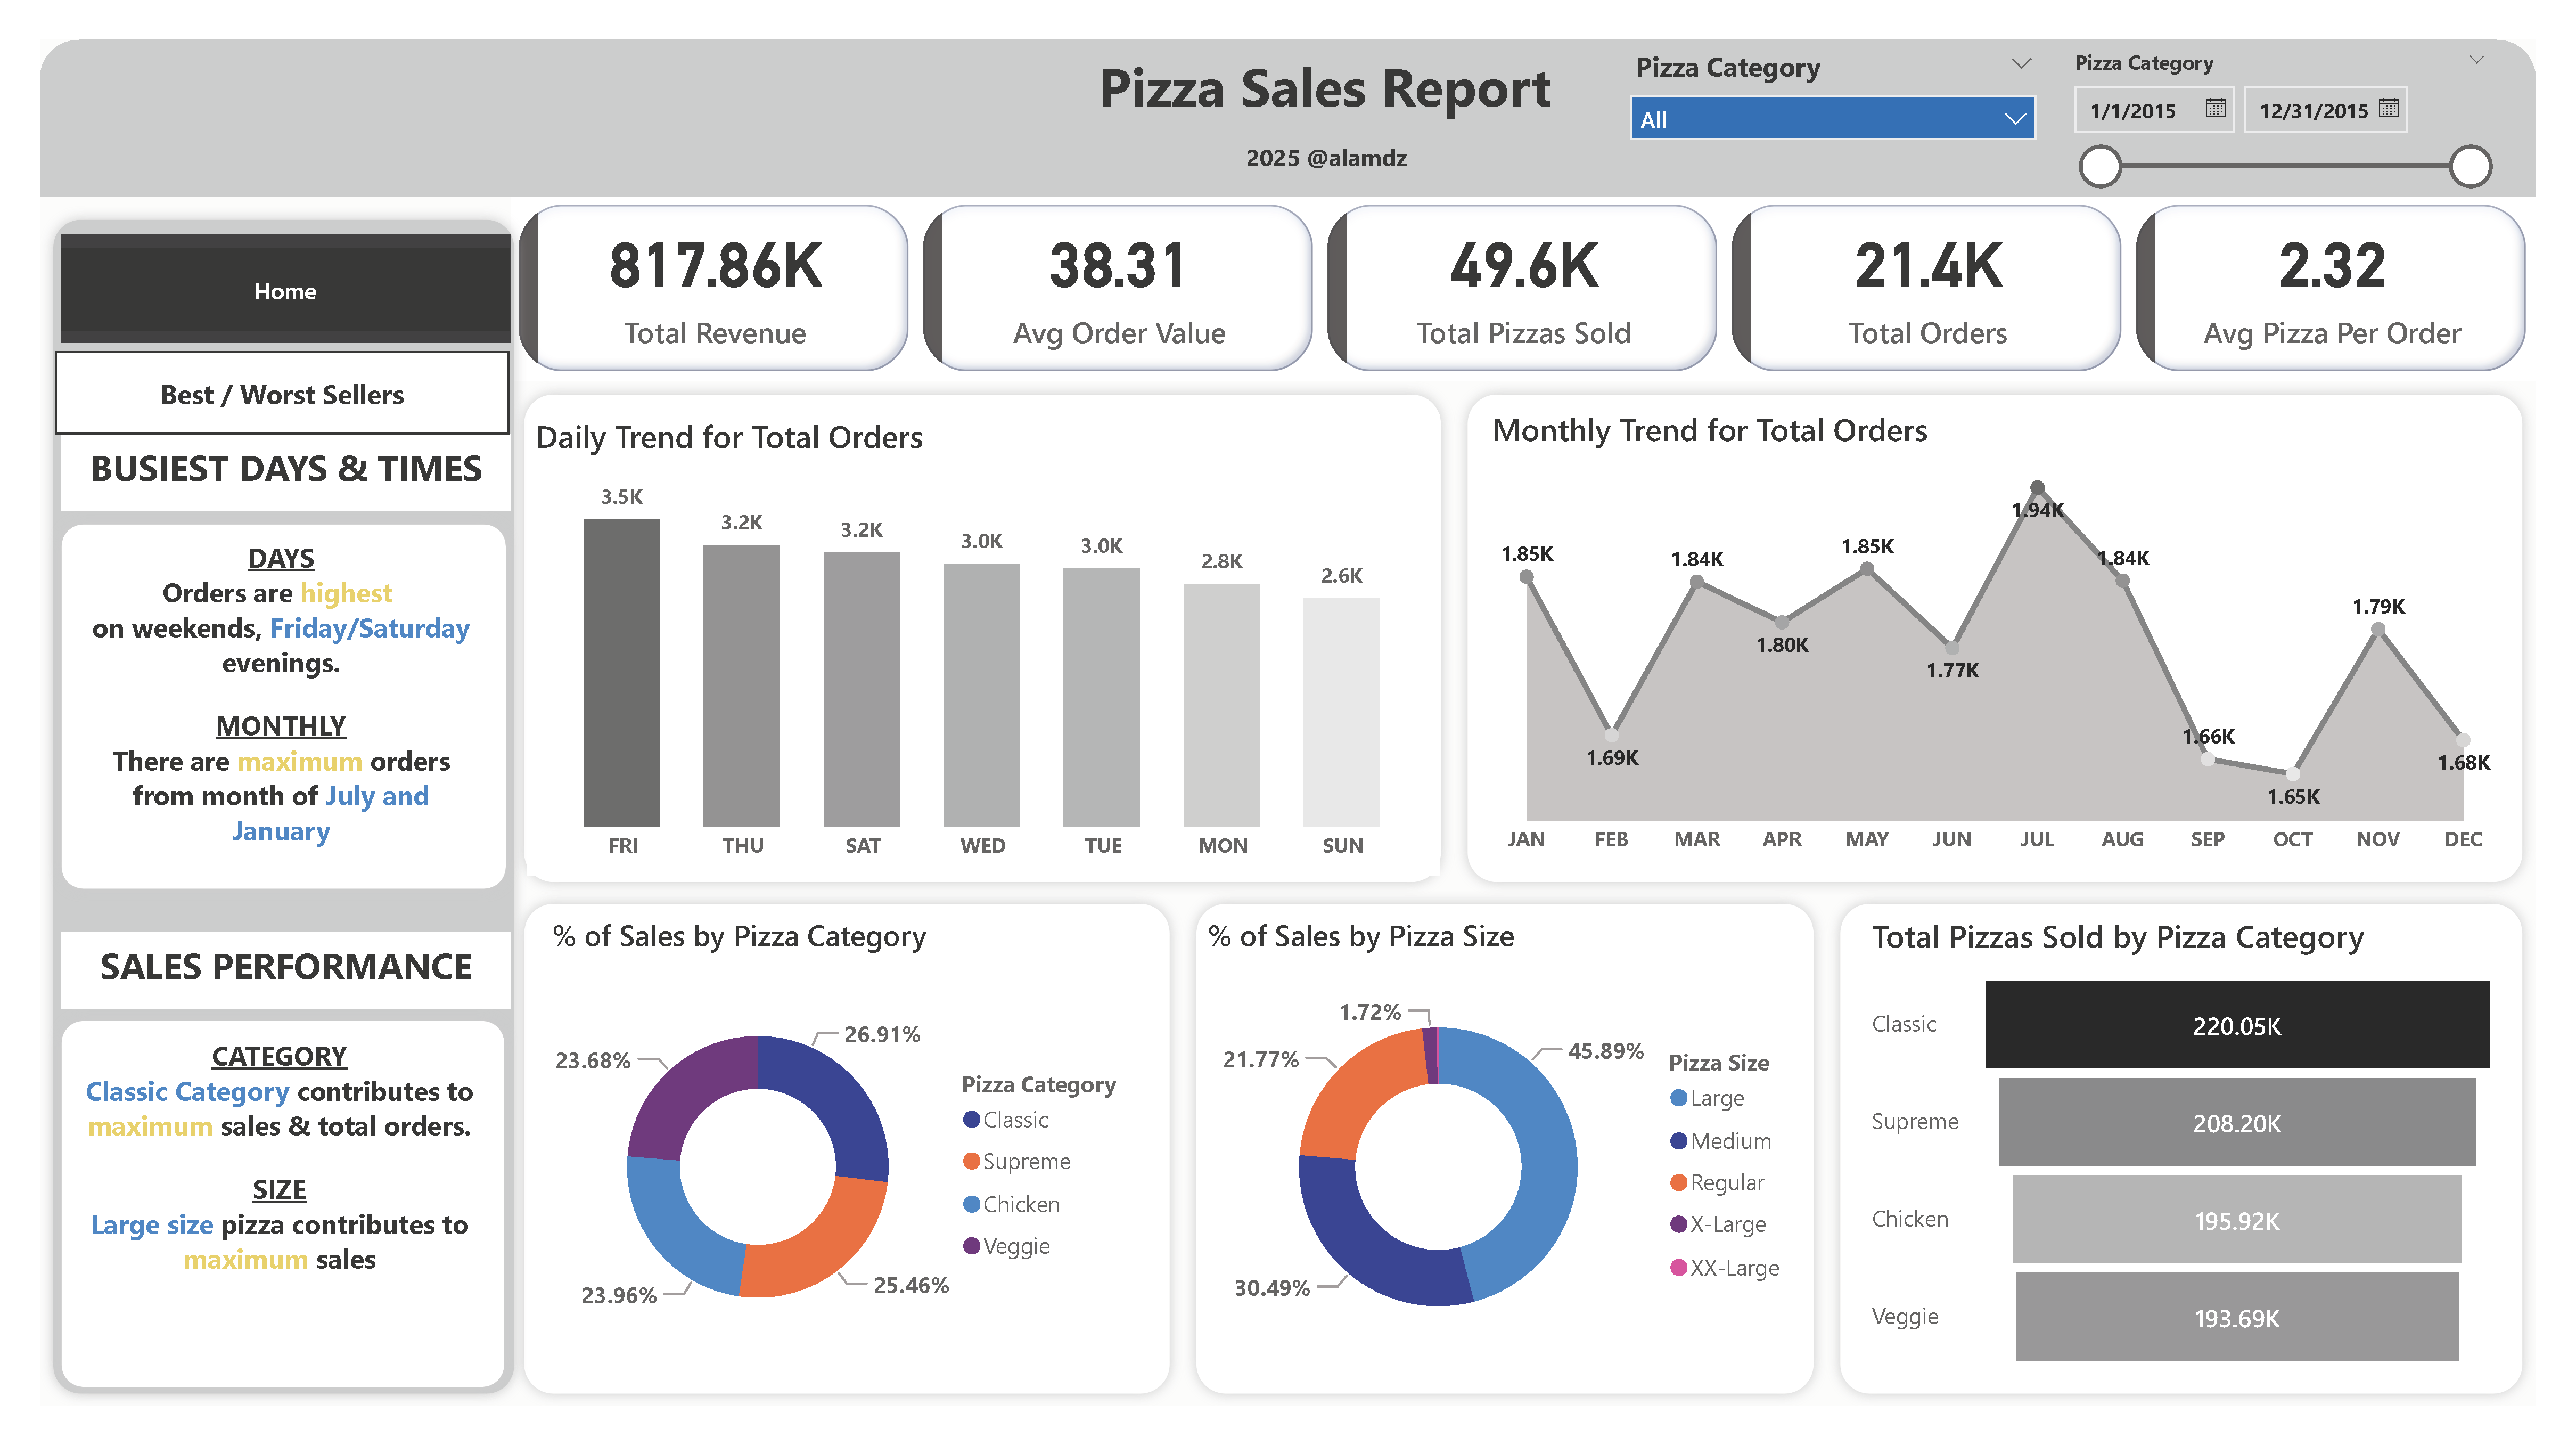 Pizza Sales Report
2025 @alamdz
Pizza Category
All
Pizza Category
1/1/2015
12/31/2015
Home
Best / Worst Sellers
BUSIEST DAYS & TIMES
DAYS
Orders are highest
on weekends, Friday/Saturday
evenings.
MONTHLY
There are maximum orders
from month of July and
January
SALES PERFORMANCE
CATEGORY
Classic Category contributes to
maximum sales & total orders.
SIZE
Large size pizza contributes to
maximum sales
817.86K
Total Revenue
38.31
Avg Order Value
49.6K
Total Pizzas Sold
21.4K
Total Orders
2.32
Avg Pizza Per Order
Daily Trend for Total Orders
3.5K
3.2K
3.2K
3.0K
3.0K
2.8K
2.6K
FRI
THU
SAT
WED
TUE
MON
SUN
Monthly Trend for Total Orders
1.85K
1.69K
1.84K
1.80K
1.85K
1.77K
1.94K
1.84K
1.66K
1.65K
1.79K
1.68K
JAN
FEB
MAR
APR
MAY
JUN
JUL
AUG
SEP
OCT
NOV
DEC
% of Sales by Pizza Category
26.91%
25.46%
23.96%
23.68%
Pizza Category
Classic
Supreme
Chicken
Veggie
% of Sales by Pizza Size
45.89%
30.49%
21.77%
1.72%
Pizza Size
Large
Medium
Regular
X-Large
XX-Large
Total Pizzas Sold by Pizza Category
Classic
220.05K
Supreme
208.20K
Chicken
195.92K
Veggie
193.69K